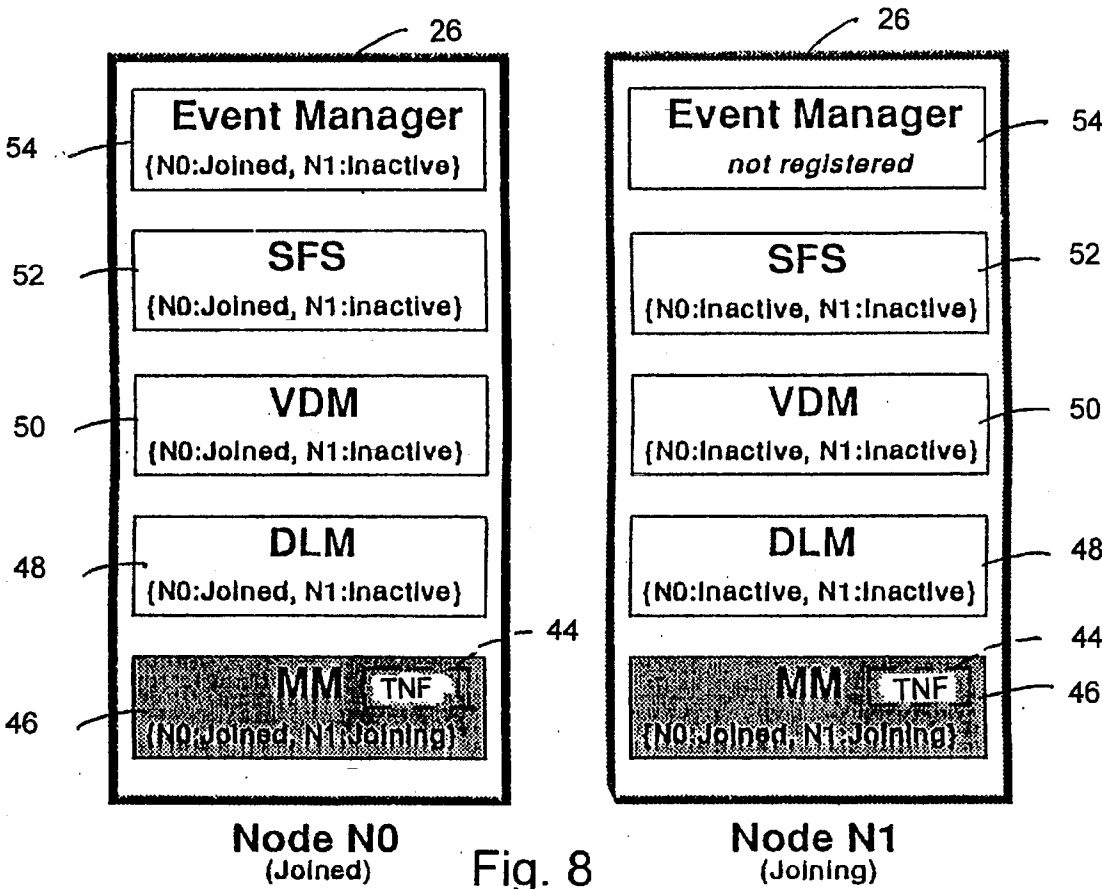 26
26
Event Manager
{N0:Joined, N1:Inactive}
54
Event Manager
not registered
54
SFS
{N0:Joined, N1:Inactive}
52
SFS
{N0:Inactive, N1:Inactive}
52
VDM
{N0:Joined, N1:Inactive}
50
VDM
{N0:Inactive, N1:Inactive}
50
DLM
{N0:Joined, N1:Inactive}
48
DLM
{N0:Inactive, N1:Inactive}
48
44
44
MM TNF
{N0:Joined, N1:Joining}
46
MM TNF
{N0:Joined, N1:Joining}
46
Node N0
(Joined)
Node N1
(Joining)
Fig. 8